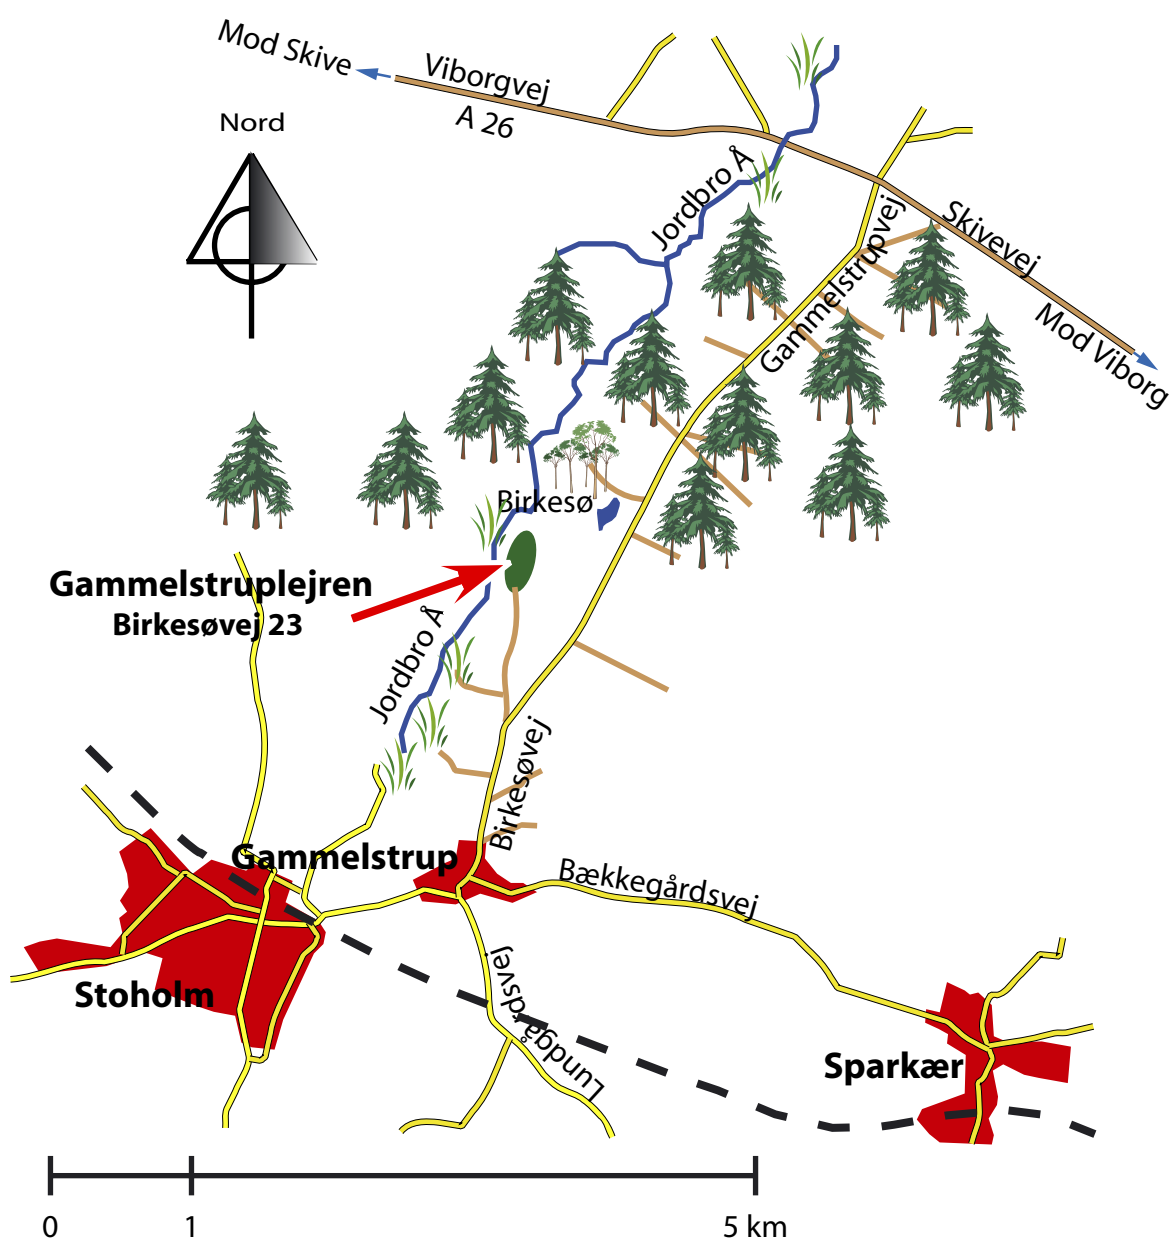 Mod Skive
Viborgvej
A 26
Nord
Jordbro Å
Gammelstrupvej
Skivevej
Mod Viborg
Birkesø
Gammelstruplejren
Birkesøvej 23
Jordbro Å
Birkesøvej
Gammelstrup
Bækkegårdsvej
Stoholm
Lundgårdsvej
Sparkær
0 1 5 km